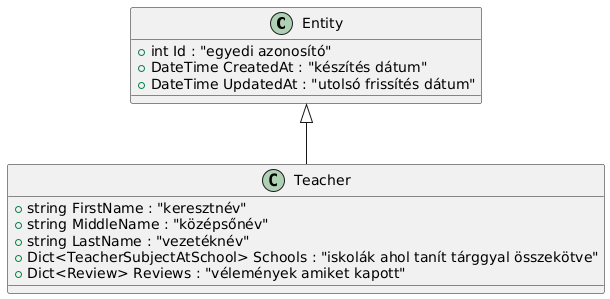 C Entity
int Id : "egyedi azonosító"
DateTime CreatedAt : "készítés dátum"
DateTime UpdatedAt : "utolsó frissítés dátum"
C Teacher
string FirstName : "keresztnév"
string MiddleName : "középsőnév"
string LastName : "vezetéknév"
Dict<TeacherSubjectAtSchool> Schools : "iskolák ahol tanít tárggyal összekötve"
Dict<Review> Reviews : "vélemények amiket kapott"